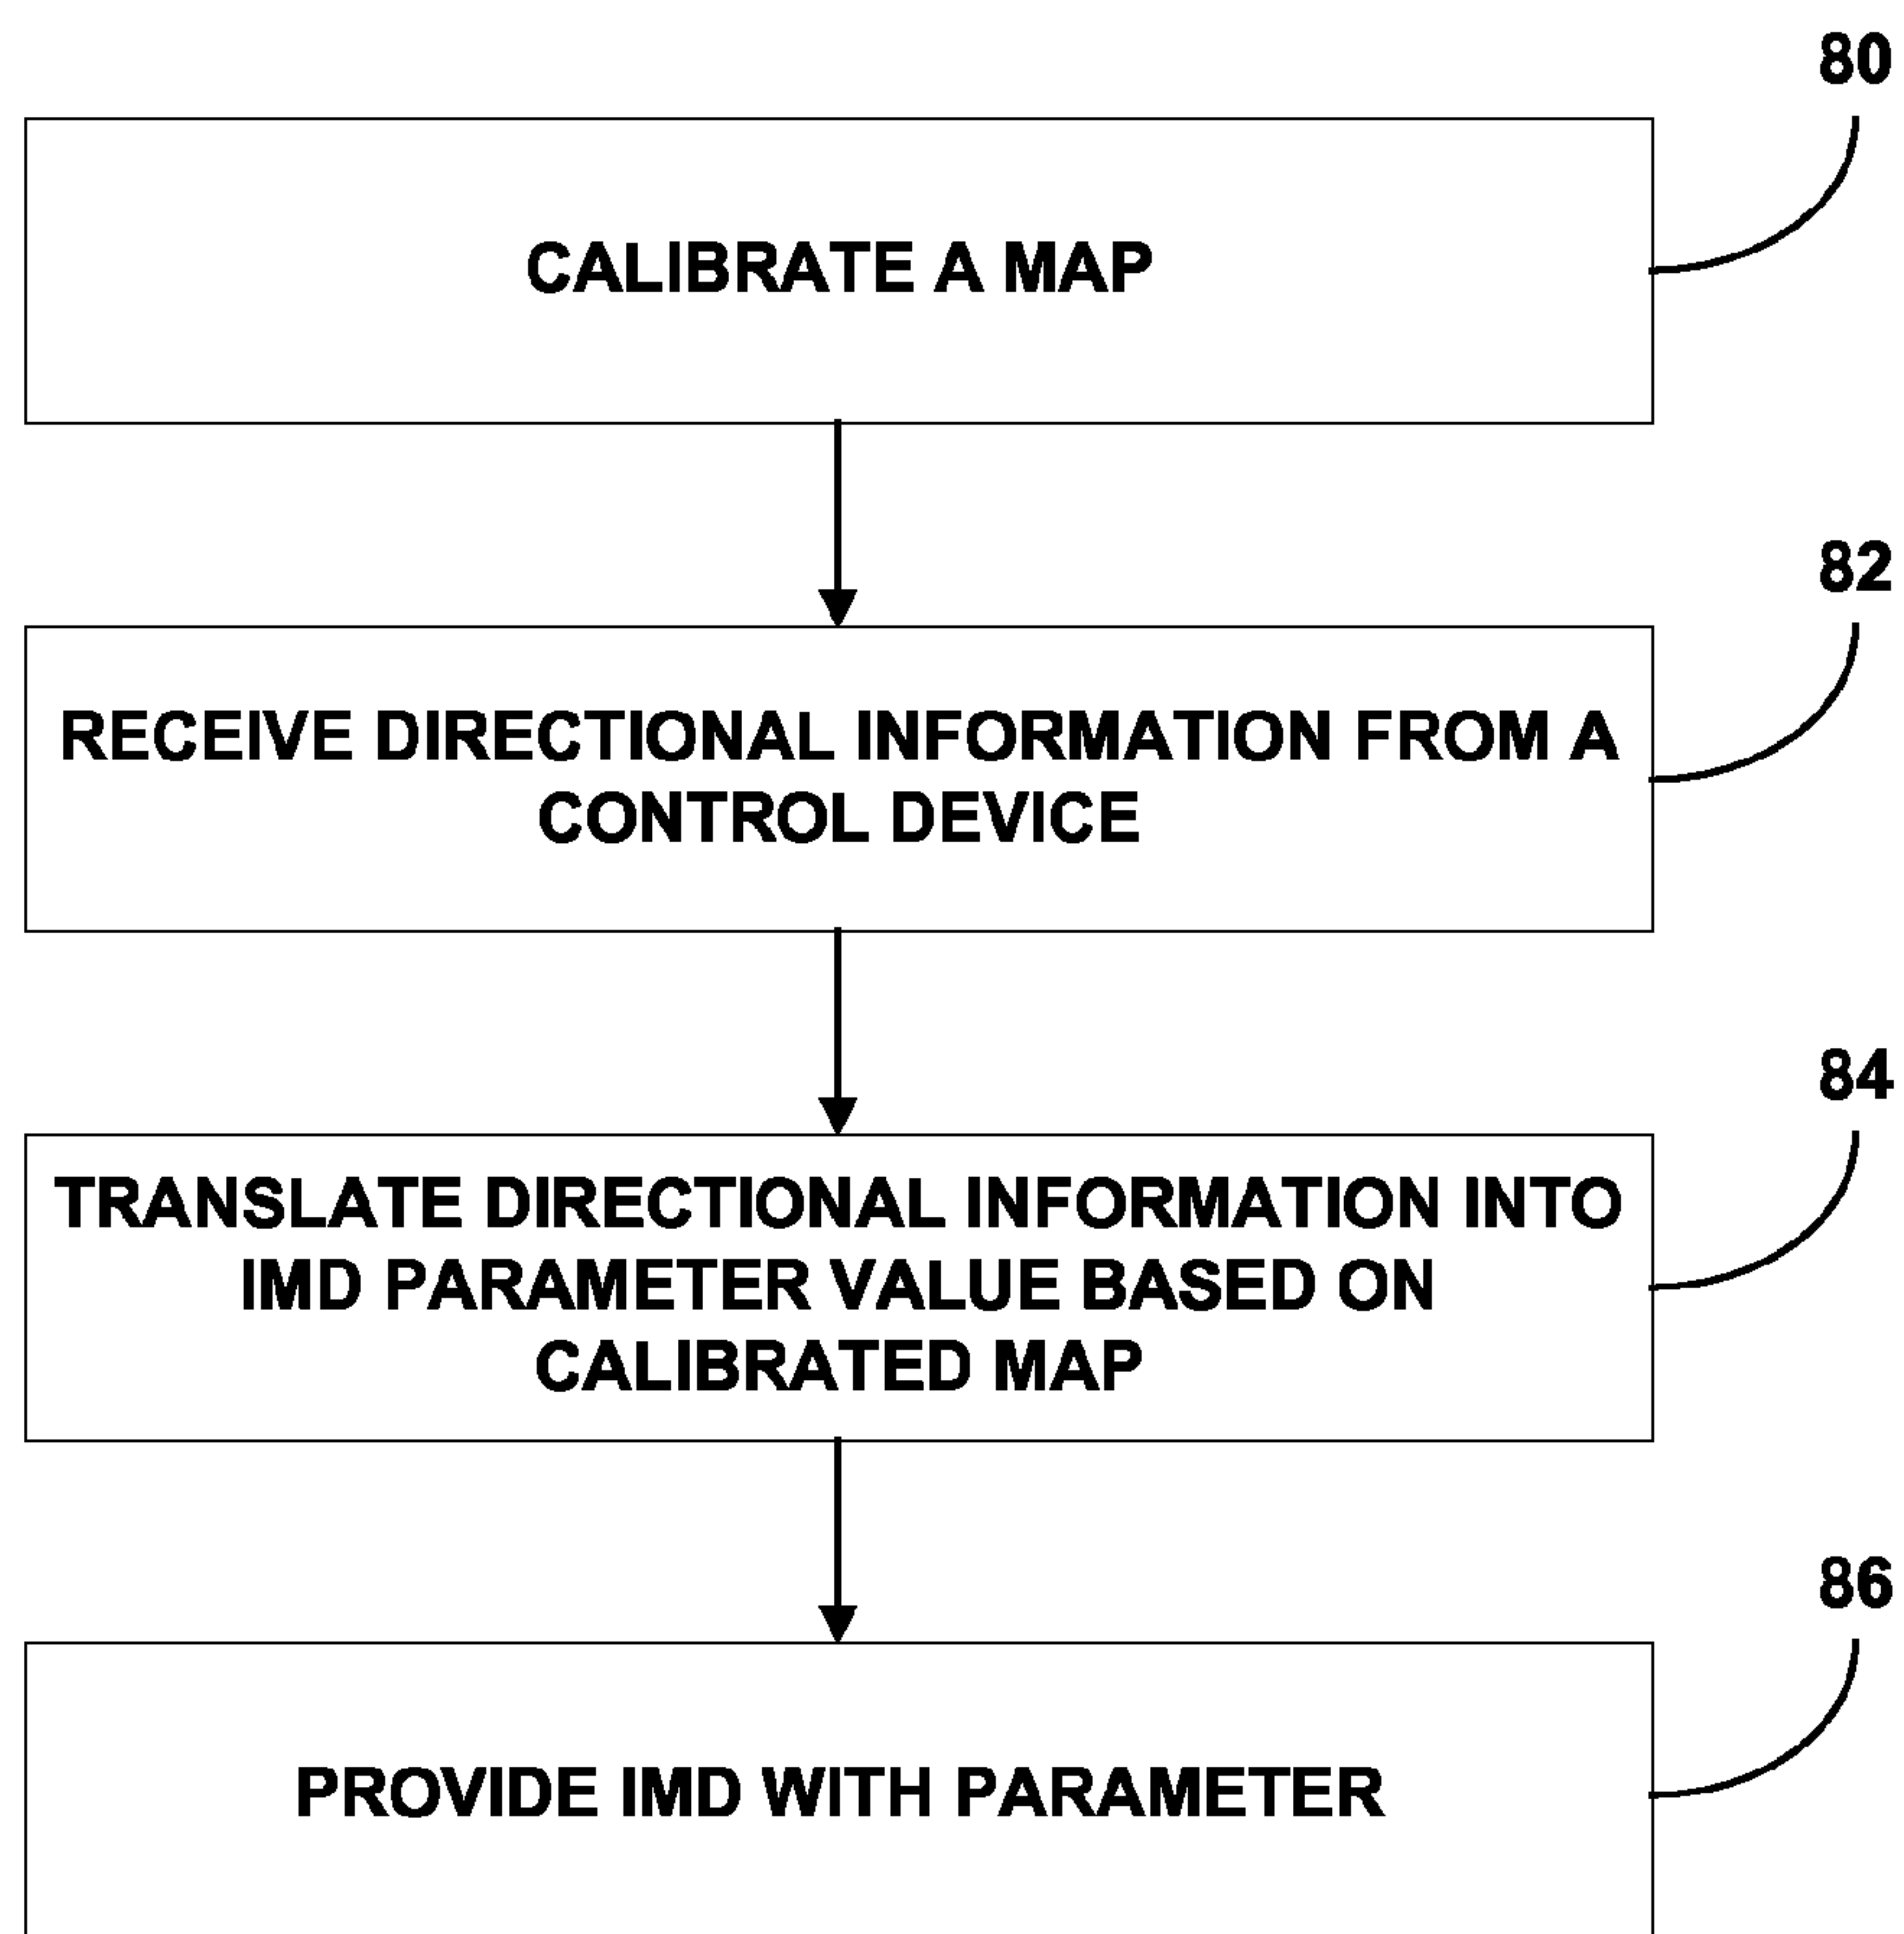 80
CALIBRATE A MAP
82
RECEIVE DIRECTIONAL INFORMATION FROM A
CONTROL DEVICE
84
TRANSLATE DIRECTIONAL INFORMATION INTO
IMD PARAMETER VALUE BASED ON
CALIBRATED MAP
86
PROVIDE IMD WITH PARAMETER